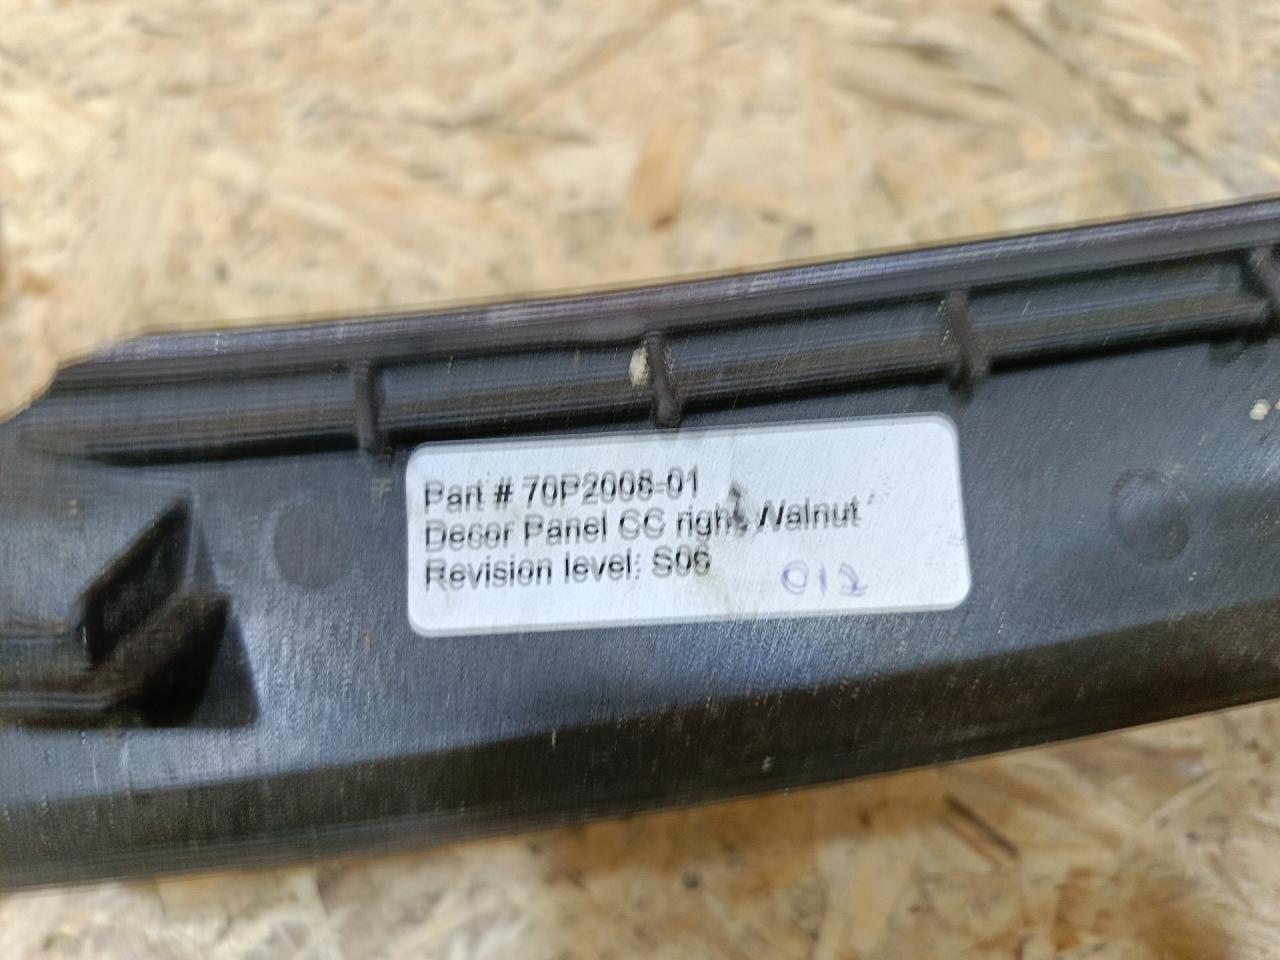 Part # 70P2008-01
Decor Panel CC right, Walnut
Revision level: S06
012